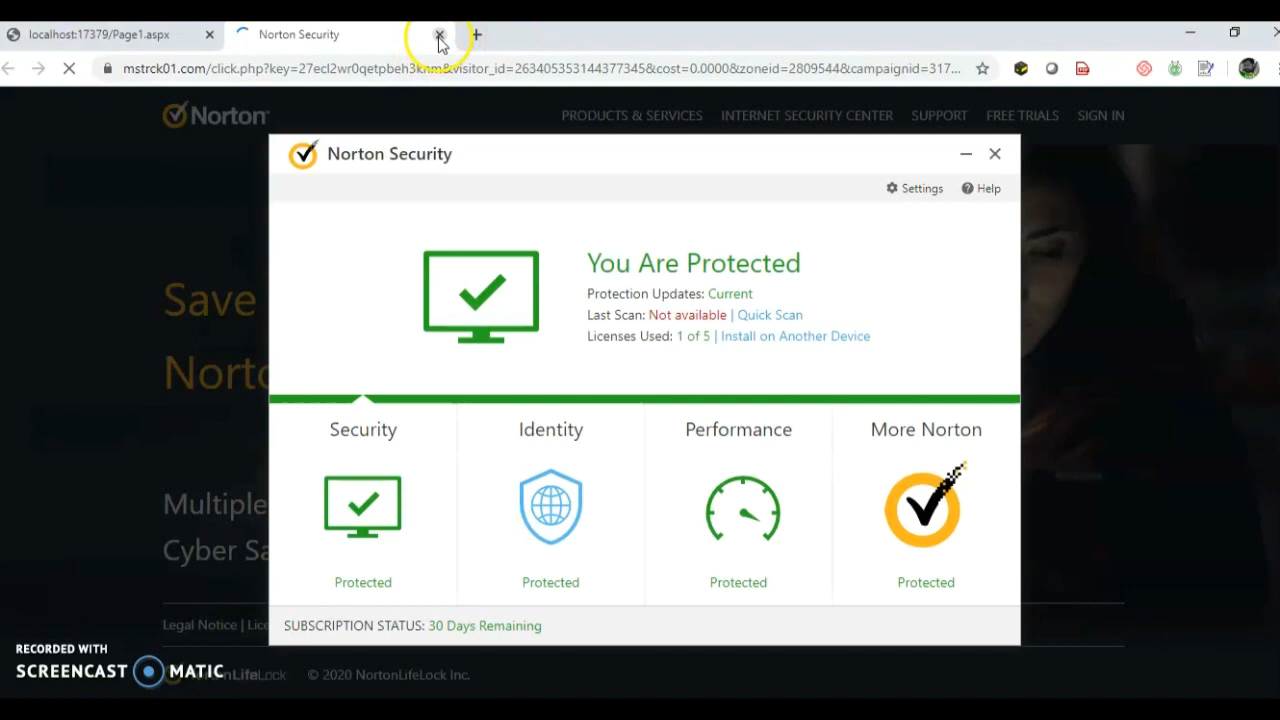 localhost:17379/Page1.aspx
Norton Security
mstrck01.com/click.php?key=27ecl2wr0qetpbeh3knm&visitor_id=263405353144377345&cost=0.0000&zoneid=2809544&campaignid=317...
Norton
PRODUCTS & SERVICES INTERNET SECURITY CENTER SUPPORT FREE TRIALS SIGN IN
Norton Security
Settings Help
You Are Protected
Protection Updates: Current
Last Scan: Not available | Quick Scan
Licenses Used: 1 of 5 | Install on Another Device
Save
Norto
Security Identity Performance More Norton
Multiple
Cyber Sa
Protected Protected Protected Protected
SUBSCRIPTION STATUS: 30 Days Remaining
Legal Notice | Lice
RECORDED WITH
SCREENCAST MATIC
NortonLifeLock © 2020 NortonLifeLock Inc.